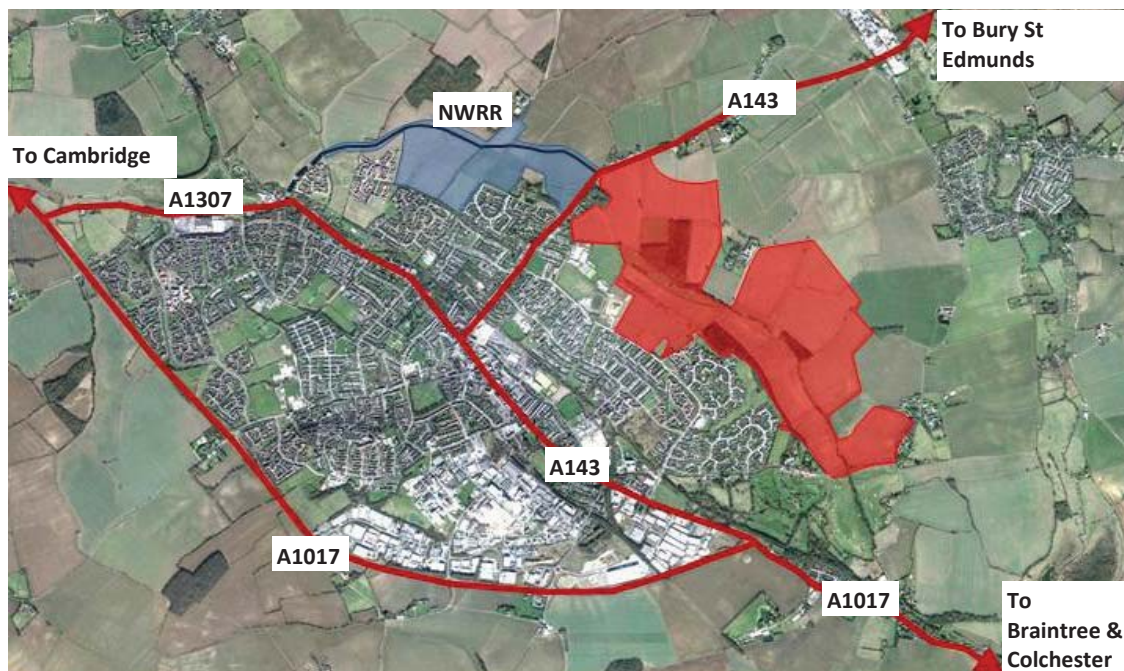 To Bury St
Edmunds
A143
NWRR
To Cambridge
A1307
A143
A1017
A1017
To
Braintree &
Colchester